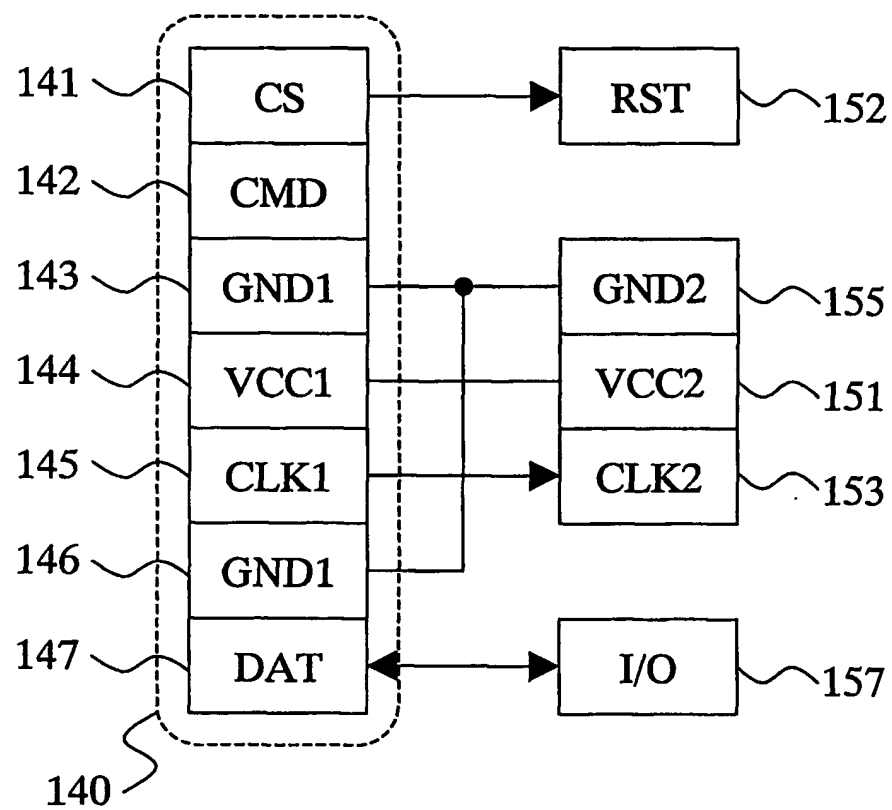 141 CS RST 152
142 CMD
143 GND1 GND2 155
144 VCC1 VCC2 151
145 CLK1 CLK2 153
146 GND1
147 DAT I/O 157
140